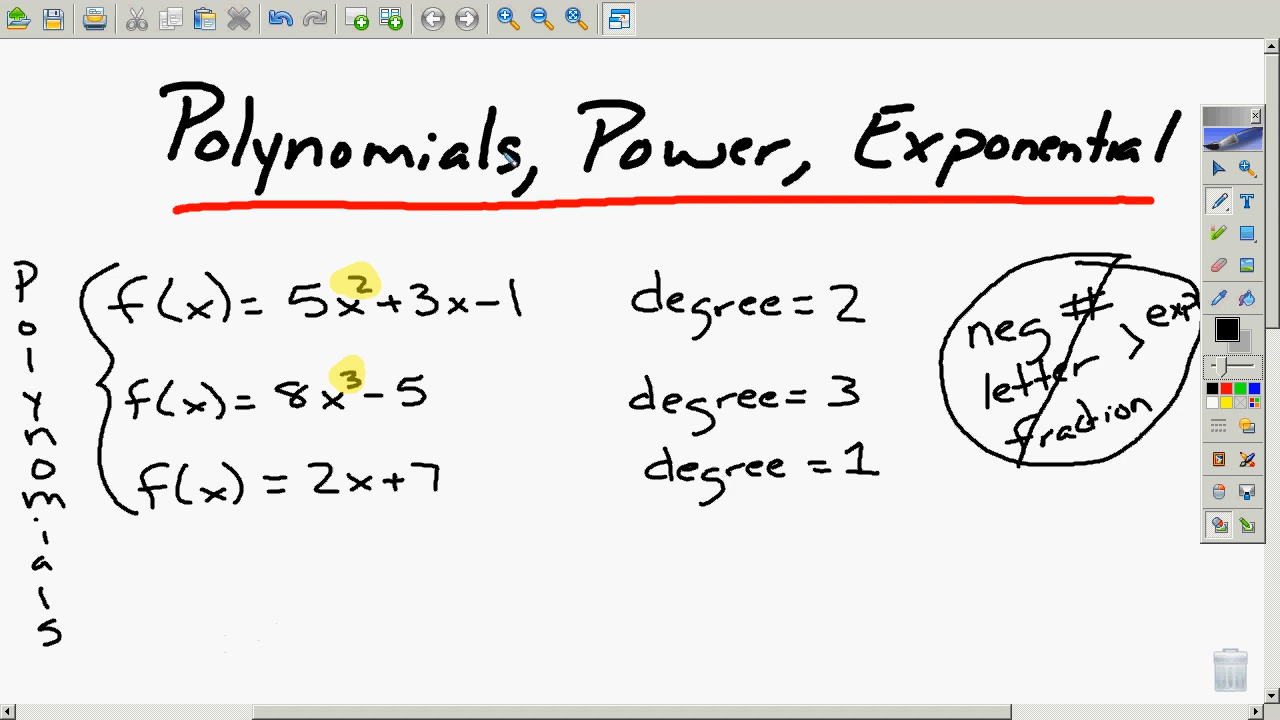 Polynomials, Power, Exponential
Polynomials
f(x) = 5x²+3x-1 degree = 2
f(x) = 8x³-5 degree = 3
f(x) = 2x+7 degree = 1
neg #
letter > exp
fraction
T